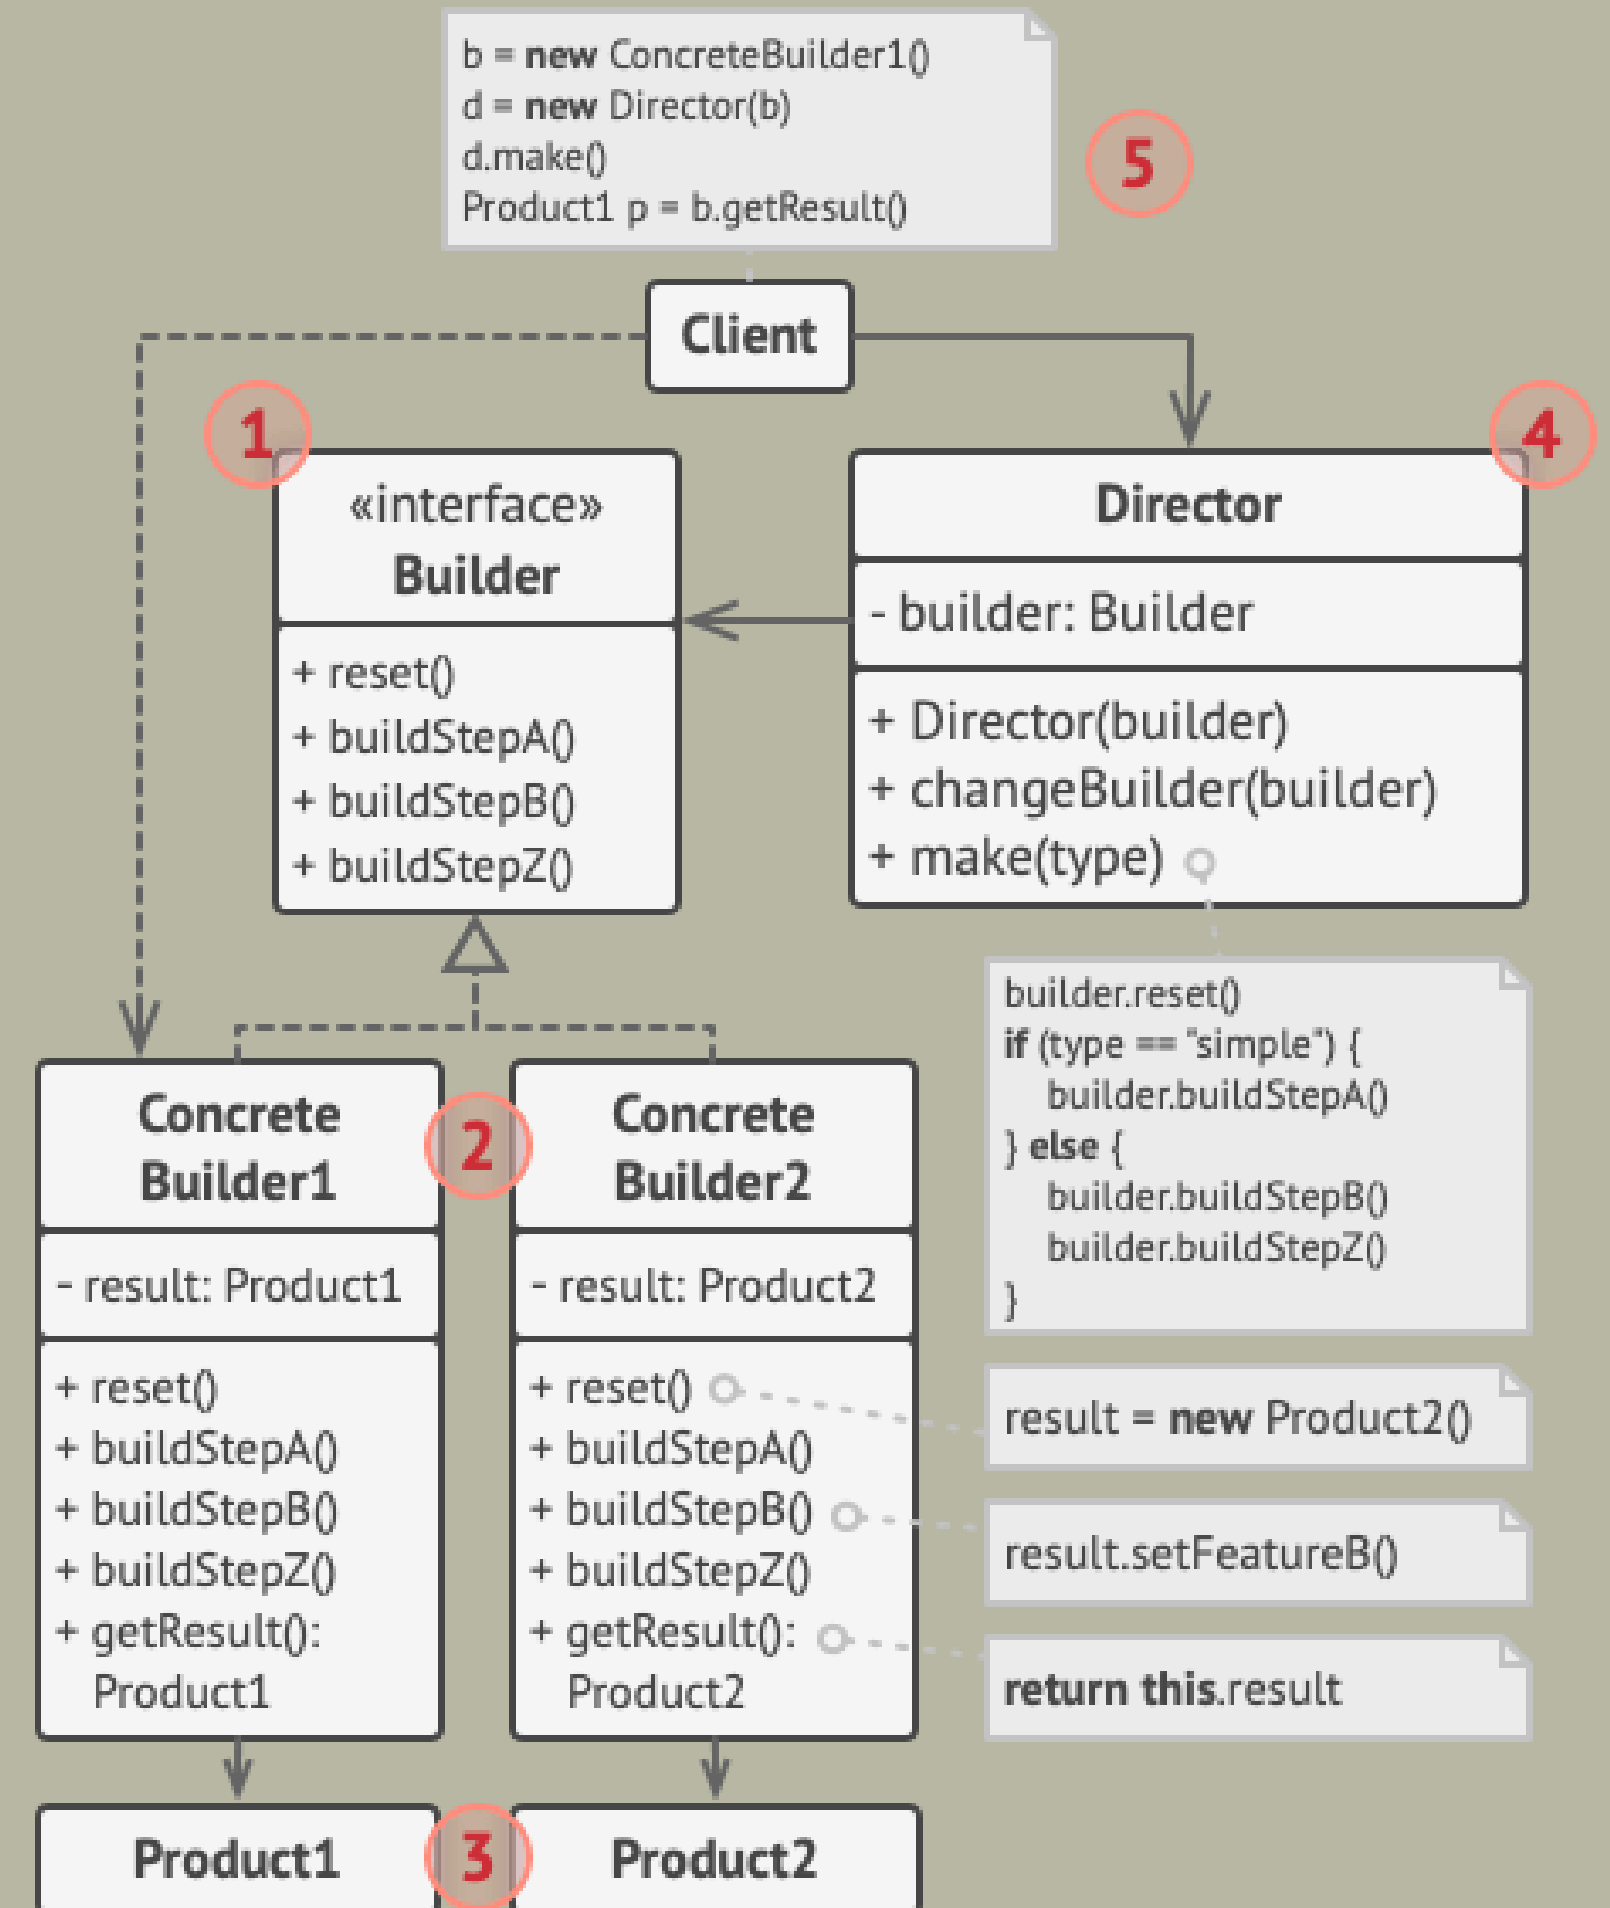 b = new ConcreteBuilder1()
d = new Director(b)
d.make()
Product1 p = b.getResult()
5
Client
1
«interface»
Builder
+ reset()
+ buildStepA()
+ buildStepB()
+ buildStepZ()
4
Director
- builder: Builder
+ Director(builder)
+ changeBuilder(builder)
+ make(type)
builder.reset()
if (type == "simple") {
builder.buildStepA()
} else {
builder.buildStepB()
builder.buildStepZ()
}
Concrete
Builder1
- result: Product1
+ reset()
+ buildStepA()
+ buildStepB()
+ buildStepZ()
+ getResult():
Product1
2
Concrete
Builder2
- result: Product2
+ reset()
+ buildStepA()
+ buildStepB()
+ buildStepZ()
+ getResult():
Product2
result = new Product2()
result.setFeatureB()
return this.result
Product1
3
Product2